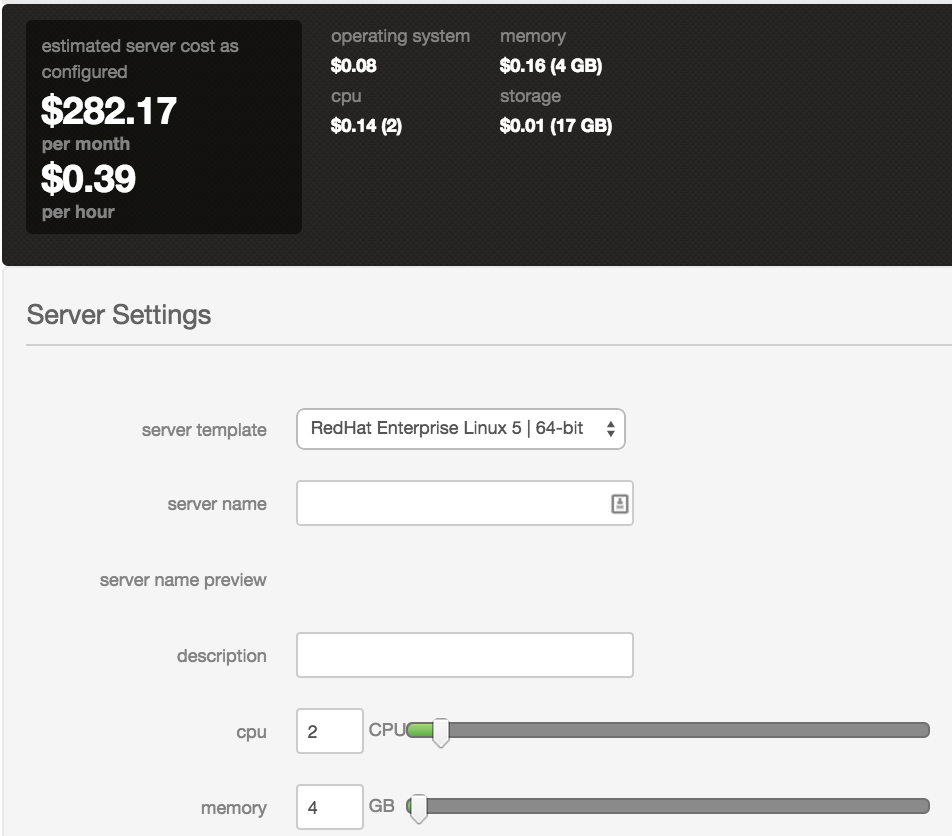 estimated server cost as
configured
$282.17
per month
$0.39
per hour
operating system
$0.08
cpu
$0.14 (2)
memory
$0.16 (4 GB)
storage
$0.01 (17 GB)
Server Settings
server template RedHat Enterprise Linux 5 | 64-bit
server name
server name preview
description
cpu 2 CPU
memory 4 GB